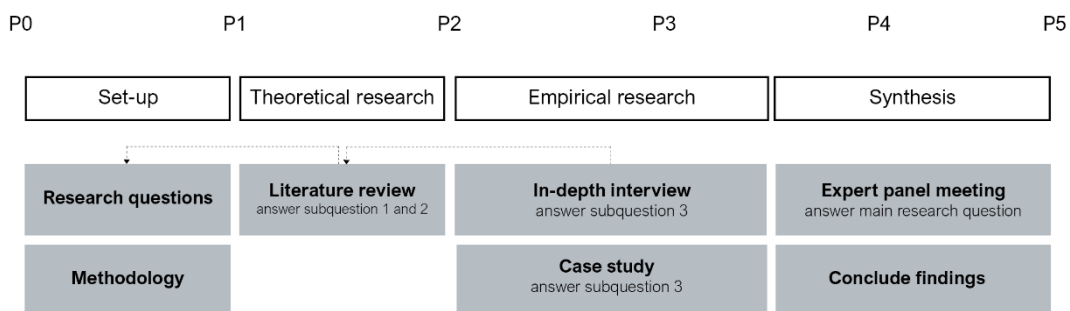 P0 P1 P2 P3 P4 P5
Set-up Theoretical research Empirical research Synthesis
Research questions
Literature review
answer subquestion 1 and 2
In-depth interview
answer subquestion 3
Expert panel meeting
answer main research question
Methodology
Case study
answer subquestion 3
Conclude findings